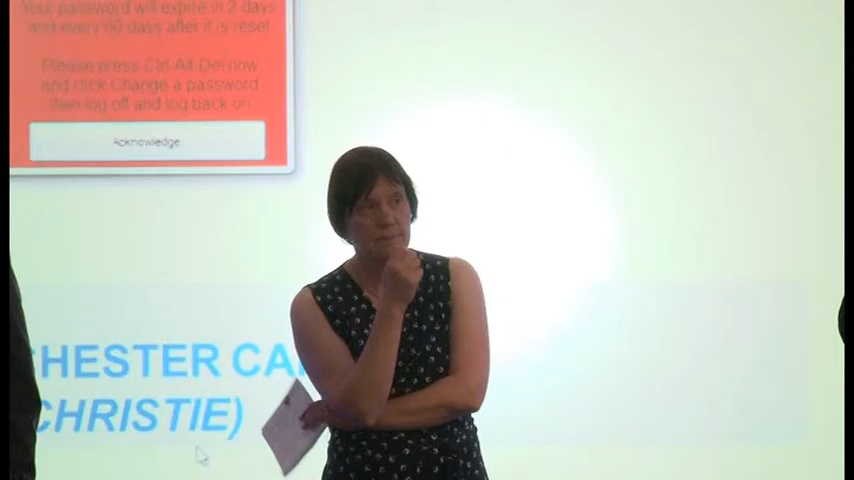 Your password will expire in 2 days
and every 60 days after it is reset
Please press Ctrl-Alt-Del now
and click Change a password
then log off and log back on
Acknowledge
CHESTER CA
CHRISTIE)